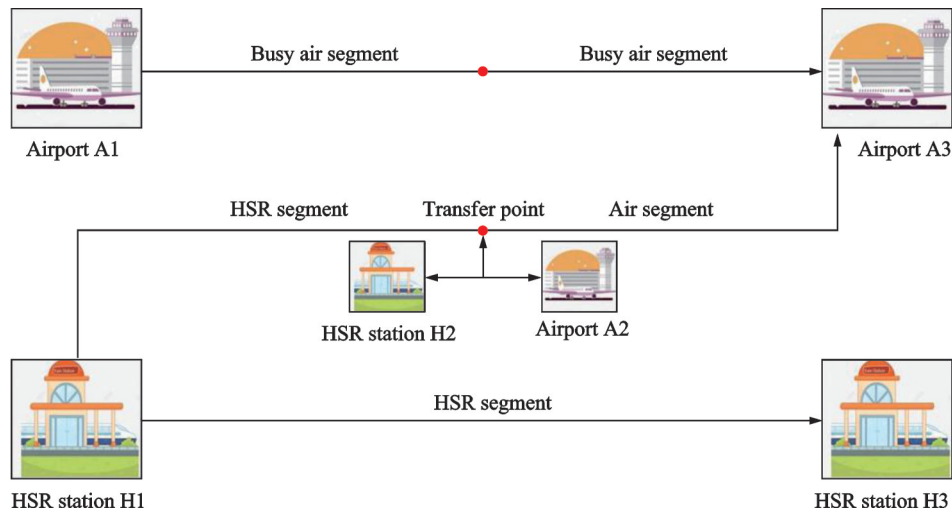 Busy air segment
Busy air segment
Airport A1
Airport A3
HSR segment
Transfer point
Air segment
HSR station H2
Airport A2
HSR segment
HSR station H1
HSR station H3